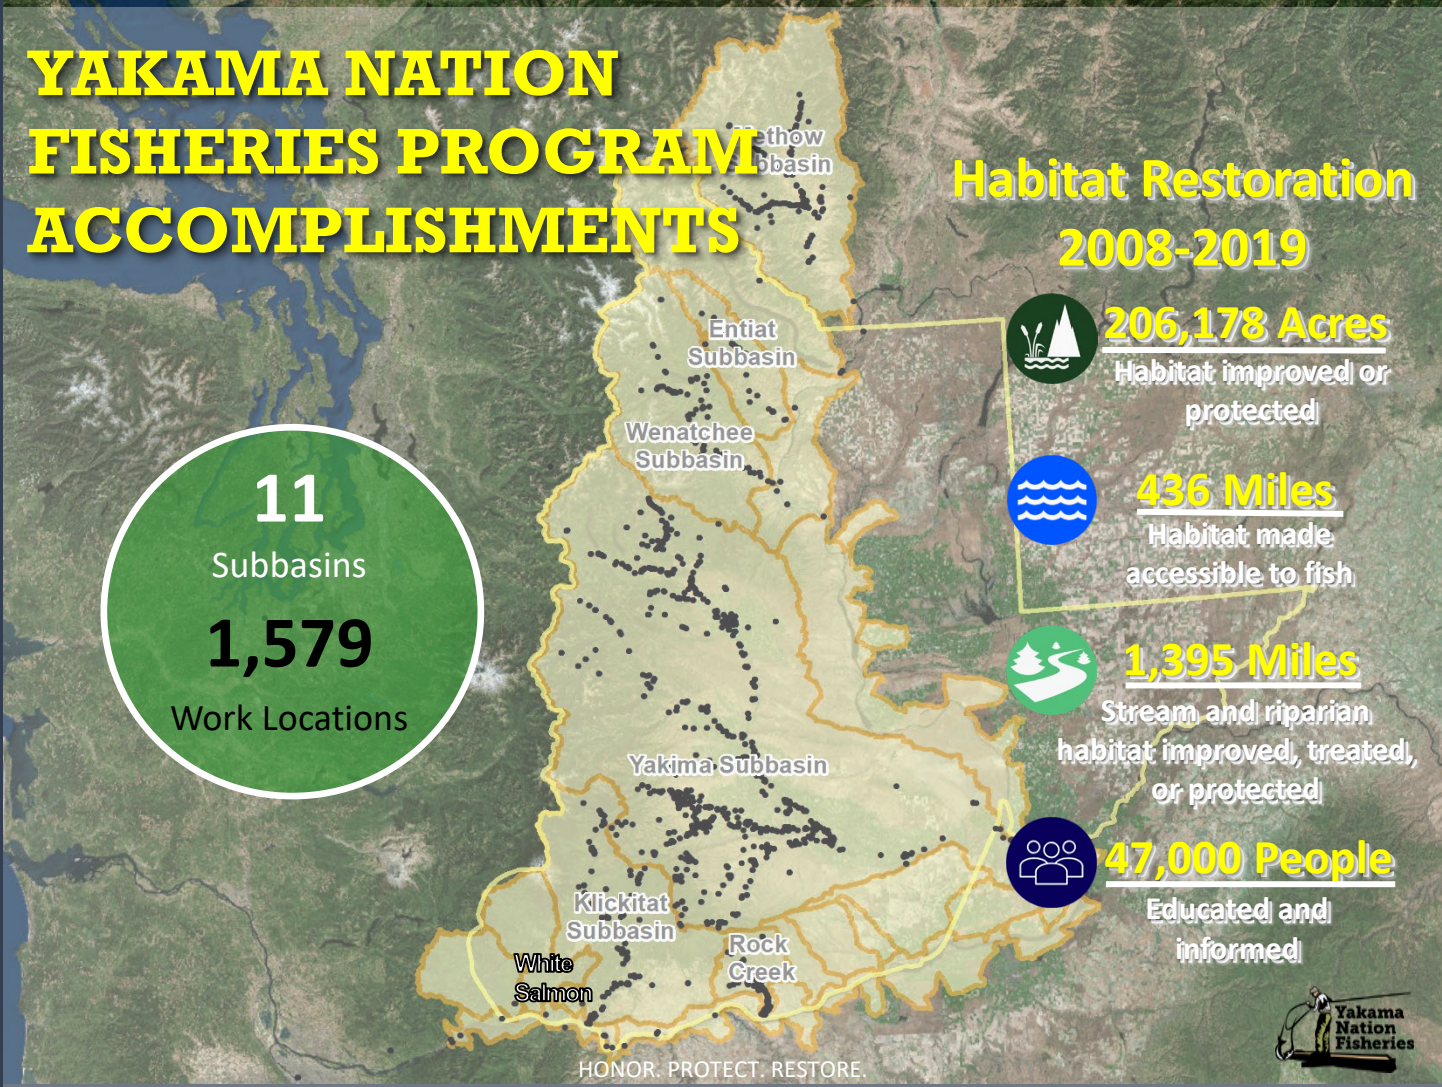 YAKAMA NATION
FISHERIES PROGRAM
ACCOMPLISHMENTS
Habitat Restoration
2008-2019
206,178 Acres
Habitat improved or
protected
436 Miles
Habitat made
accessible to fish
1,395 Miles
Stream and riparian
habitat improved, treated,
or protected
47,000 People
Educated and
informed
11
Subbasins
1,579
Work Locations
Entiat
Subbasin
Wenatchee
Subbasin
Yakima Subbasin
Klickitat
Subbasin
Rock
Creek
White
Salmon
HONOR. PROTECT. RESTORE.
Yakama
Nation
Fisheries